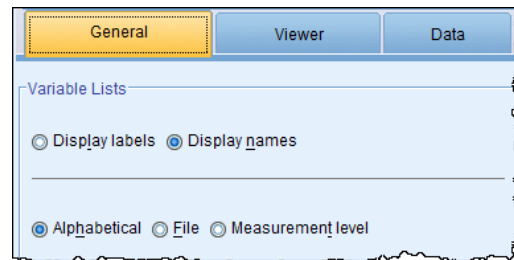 General Viewer Data
Variable Lists
Display labels Display names
Alphabetical File Measurement level